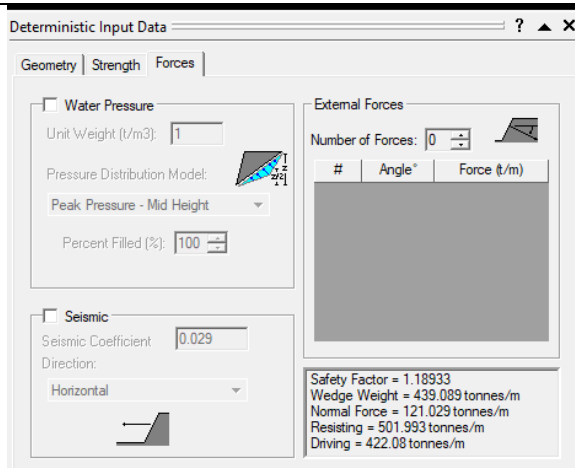 Deterministic Input Data ? ▲ X
Geometry Strength Forces
Water Pressure
Unit Weight (t/m3): 1
Pressure Distribution Model:
Peak Pressure - Mid Height
Percent Filled (%): 100
Seismic
Seismic Coefficient 0.029
Direction:
Horizontal
External Forces
Number of Forces: 0
# Angle° Force (t/m)
Safety Factor = 1.18933
Wedge Weight = 439.089 tonnes/m
Normal Force = 121.029 tonnes/m
Resisting = 501.993 tonnes/m
Driving = 422.08 tonnes/m